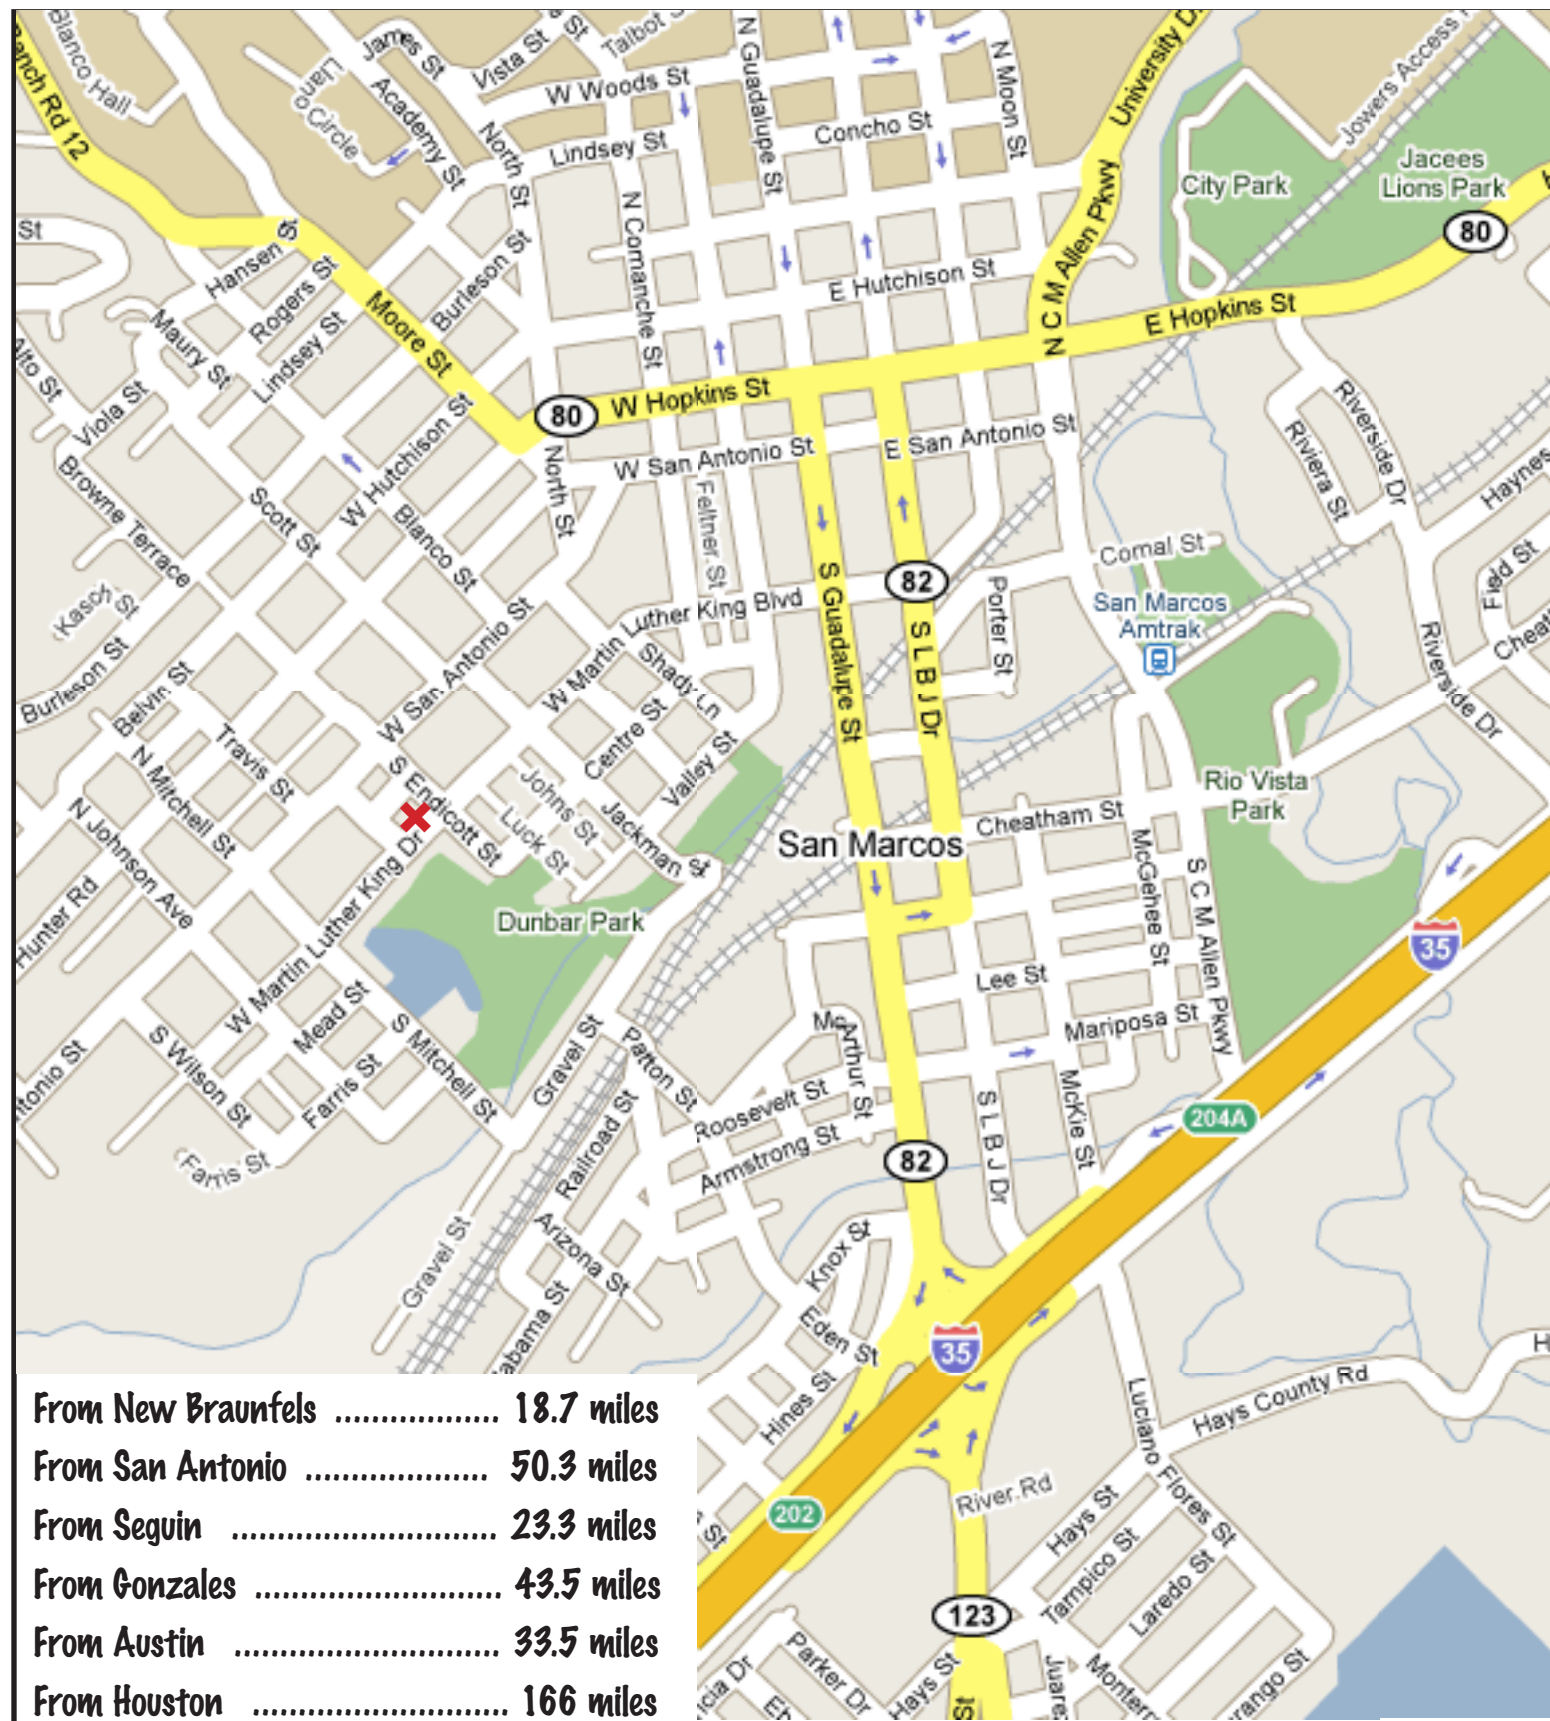 Blanco Hall
Ranch Rd 12
Llano Circle
James St
Academy St
Vista St
St
Talbot S
W Woods St
N Guadalupe St
N Moon St
University D
Jowers Access
Concho St
Lindsey St
North St
City Park
Jacees
Lions Park
80
St
Hansen St
Rogers St
Burleson St
N Comanche St
E Hutchison St
N C M Allen Pkwy
E Hopkins St
Moore St
Maury St
Lindsey St
Alto St
Viola St
W Hutchison St
80
W Hopkins St
W San Antonio St
E San Antonio St
Riverside Dr
Riviera St
Haynes
Browne Terrace
Scott St
Blanco St
North St
Feltner St
Comal St
Field St
Kasch St
82
Porter St
San Marcos
Amtrak
W Martin Luther King Blvd
S Guadalupe St
S L B J Dr
Shady Ln
Burleson St
Belvin St
W San Antonio St
Centre St
Riverside Dr
Cheat
Travis St
N Mitchell St
S Endicott St
Johns St
Luck St
Valley St
Jackman St
Rio Vista
Park
N Johnson Ave
San Marcos
Cheatham St
McGehee St
S C M Allen Pkwy
Hunter Rd
W Martin Luther King Dr
Dunbar Park
35
Lee St
Mead St
S Wilson St
S Mitchell St
Gravel St
Patton St
McArthur St
Mariposa St
tonio St
Farris St
Railroad St
Roosevelt St
S L B J Dr
McKie St
204A
Farris St
Armstrong St
82
Gravel St
Arizona St
Knox St
abama St
Eden St
35
Hines St
Luciano Flores St
Hays County Rd
H
202
River Rd
St
Hays St
Tampico St
Laredo St
123
cia Dr
Parker Dr
Eb
Hays St
St
Juarez
Monterr
rango St
From New Braunfels .................. 18.7 miles
From San Antonio .................... 50.3 miles
From Seguin ............................. 23.3 miles
From Gonzales ........................... 43.5 miles
From Austin ............................. 33.5 miles
From Houston ............................ 166 miles